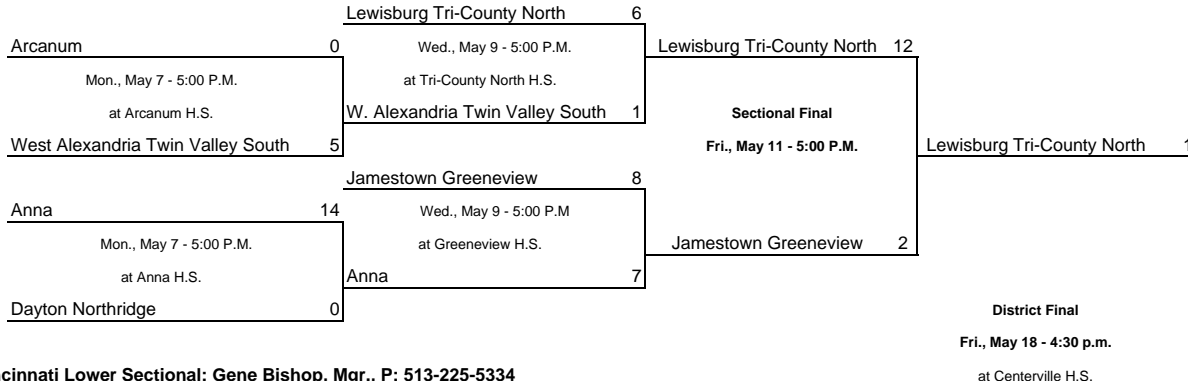 Lewisburg Tri-County North 6
Arcanum 0 Wed., May 9 - 5:00 P.M. Lewisburg Tri-County North 12
Mon., May 7 - 5:00 P.M. at Tri-County North H.S.
at Arcanum H.S. W. Alexandria Twin Valley South 1 Sectional Final
West Alexandria Twin Valley South 5 Fri., May 11 - 5:00 P.M. Lewisburg Tri-County North
Jamestown Greeneview 8
Anna 14 Wed., May 9 - 5:00 P.M
Mon., May 7 - 5:00 P.M. at Greeneview H.S. Jamestown Greeneview 2
at Anna H.S. Anna 7
Dayton Northridge 0 District Final
Fri., May 18 - 4:30 p.m.
Lower Sectional: Gene Bishop, Mgr., P: 513-225-5334 at Centerville H.S.